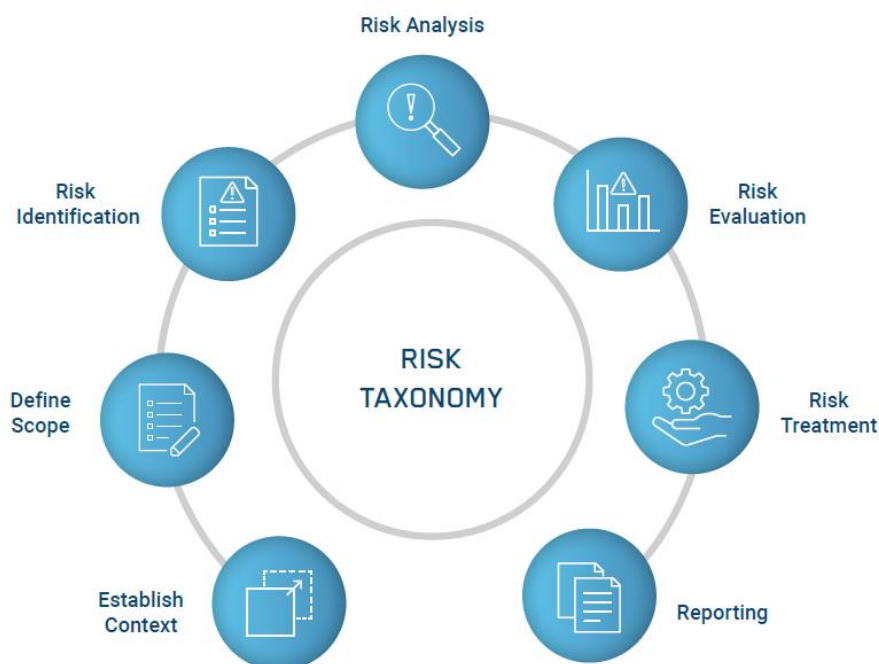 Risk Analysis
Risk
Identification
Risk
Evaluation
RISK
TAXONOMY
Define
Scope
Risk
Treatment
Establish
Context
Reporting